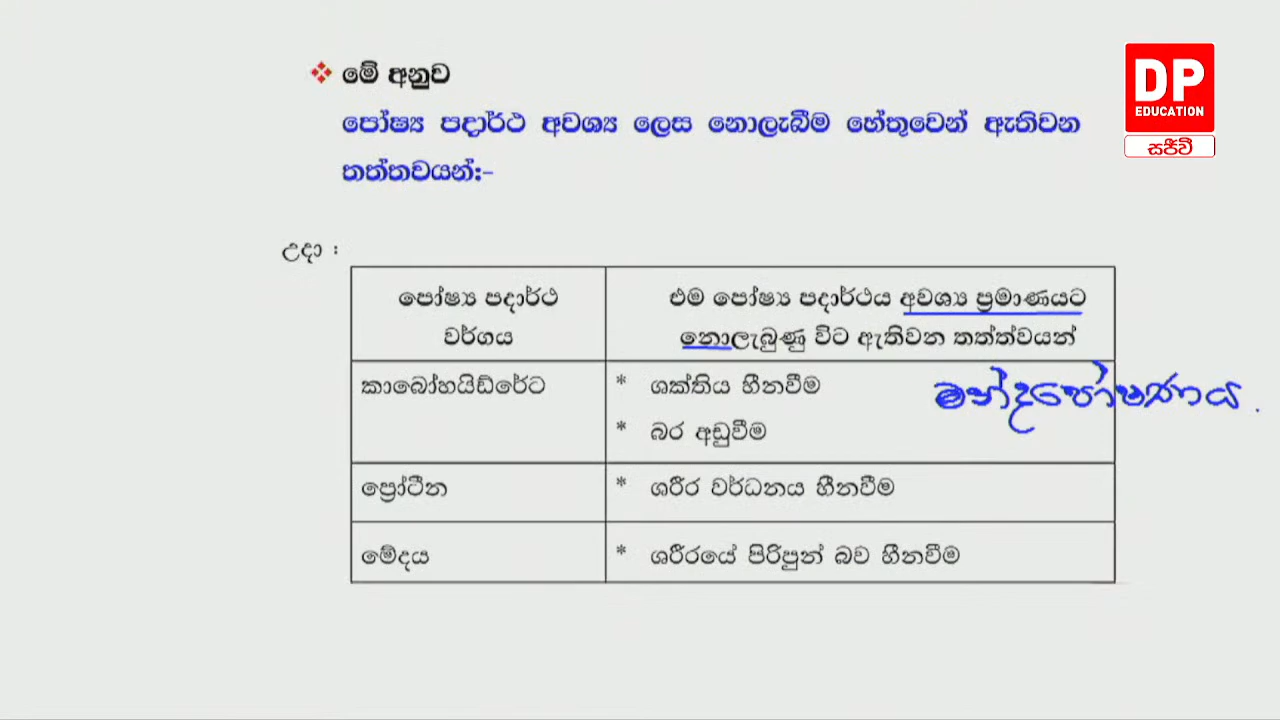 DP
EDUCATION
සජීවී
❖ මේ අනුව
පෝෂ්‍ය පදාර්ථ අවශ්‍ය ලෙස නොලැබීම හේතුවෙන් ඇතිවන
තත්තවයන්:-
උදා :
පෝෂ්‍ය පදාර්ථ
වර්ගය
එම පෝෂ්‍ය පදාර්ථය අවශ්‍ය ප්‍රමාණයට
නොලැබුණු විට ඇතිවන තත්ත්වයන්
කාබෝහයිඩ්රේට
* ශක්තිය හීනවීම
මන්දපෝෂණය.
* බර අඩුවීම
ප්‍රෝටීන
* ශරීර වර්ධනය හීනවීම
මේදය
* ශරීරයේ පිරිපුන් බව හීනවීම